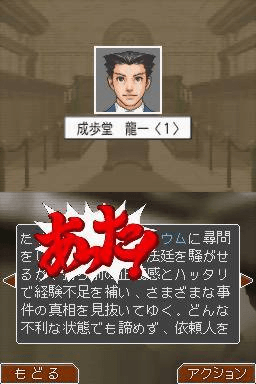 成歩堂　龍一〈1〉
た ウムに尋問
を 法廷を騒がせ
る 感とハッタリ
で経験不足を補い、さまざまな事
件の真相を見抜いてゆく。どんな
不利な状態でも諦めず、依頼人を
あった！
もどる
アクション